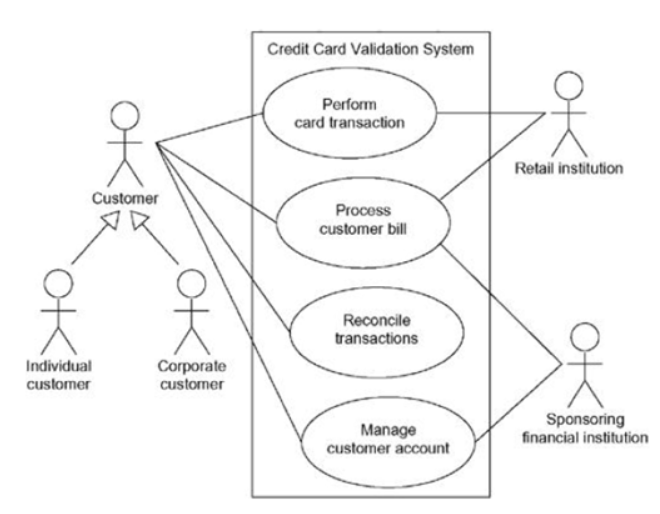 Credit Card Validation System
Perform
card transaction
Retail institution
Customer
Process
customer bill
Reconcile
transactions
Individual
customer
Corporate
customer
Manage
customer account
Sponsoring
financial institution